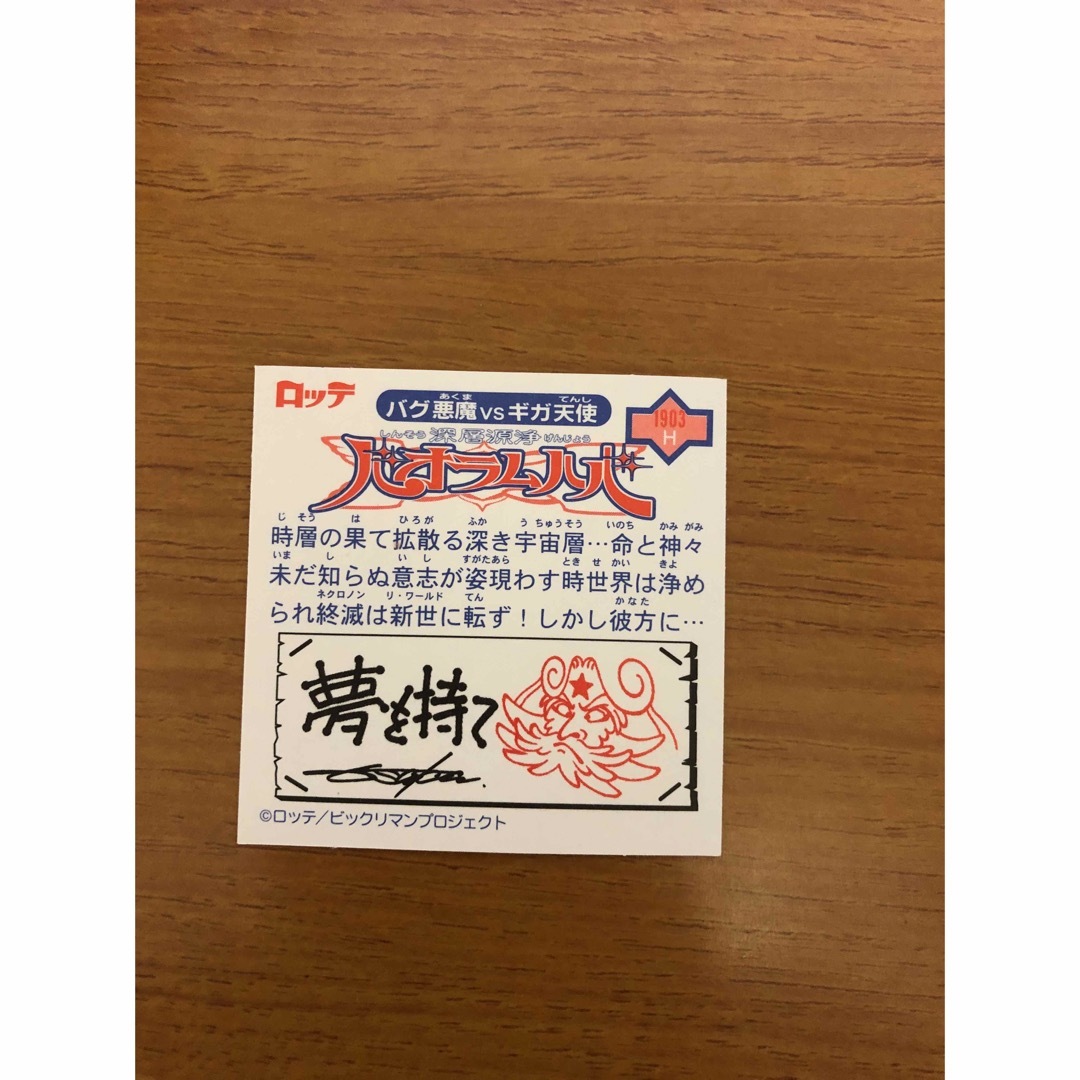 ロッテ
バグ悪魔vsギガ天使
あくま てんし
1903
H
しんそう深層源浄げんじょう
バオラムハバ
じ そう は ひろが ふか う ちゅうそう いのち かみ がみ
時層の果て拡散る深き宇宙層…命と神々
いま し い し すがたあら とき せ かい きよ
未だ知らぬ意志が姿現わす時世界は浄め
ネクロノン リ・ワールド てん かなた
られ終滅は新世に転ず！しかし彼方に…
夢を持て
©ロッテ/ビックリマンプロジェクト